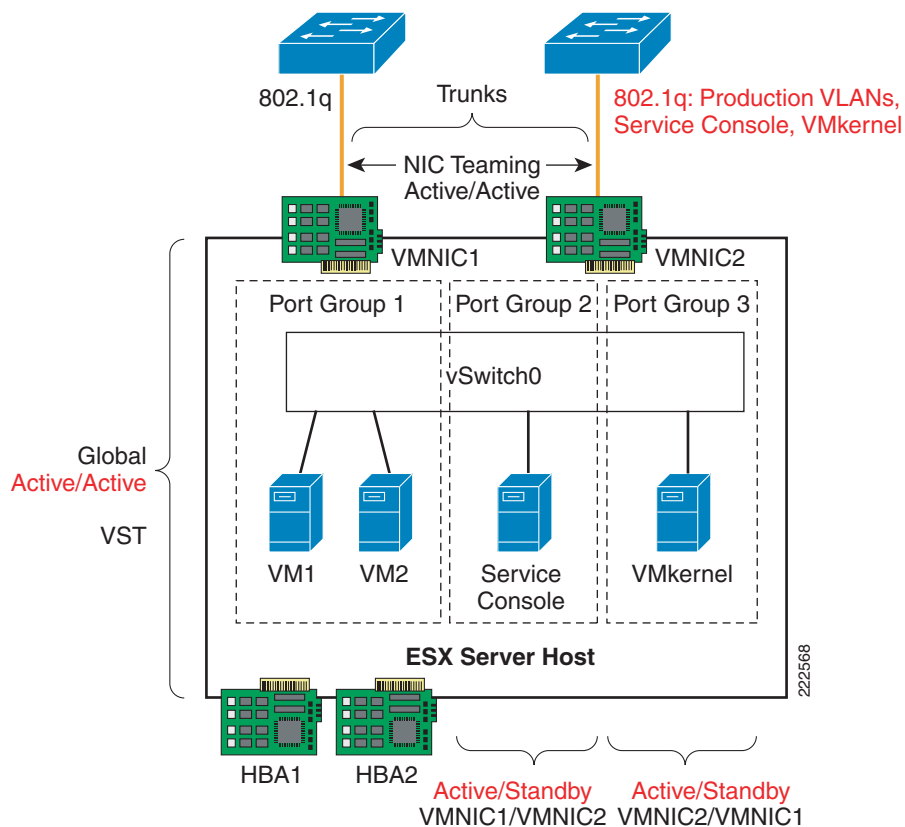 802.1q
Trunks
802.1q: Production VLANs,
Service Console, VMkernel
NIC Teaming
Active/Active
VMNIC1
VMNIC2
Port Group 1
Port Group 2
Port Group 3
vSwitch0
Global
Active/Active
VST
VM1
VM2
Service
Console
VMkernel
ESX Server Host
222568
HBA1
HBA2
Active/Standby
VMNIC1/VMNIC2
Active/Standby
VMNIC2/VMNIC1